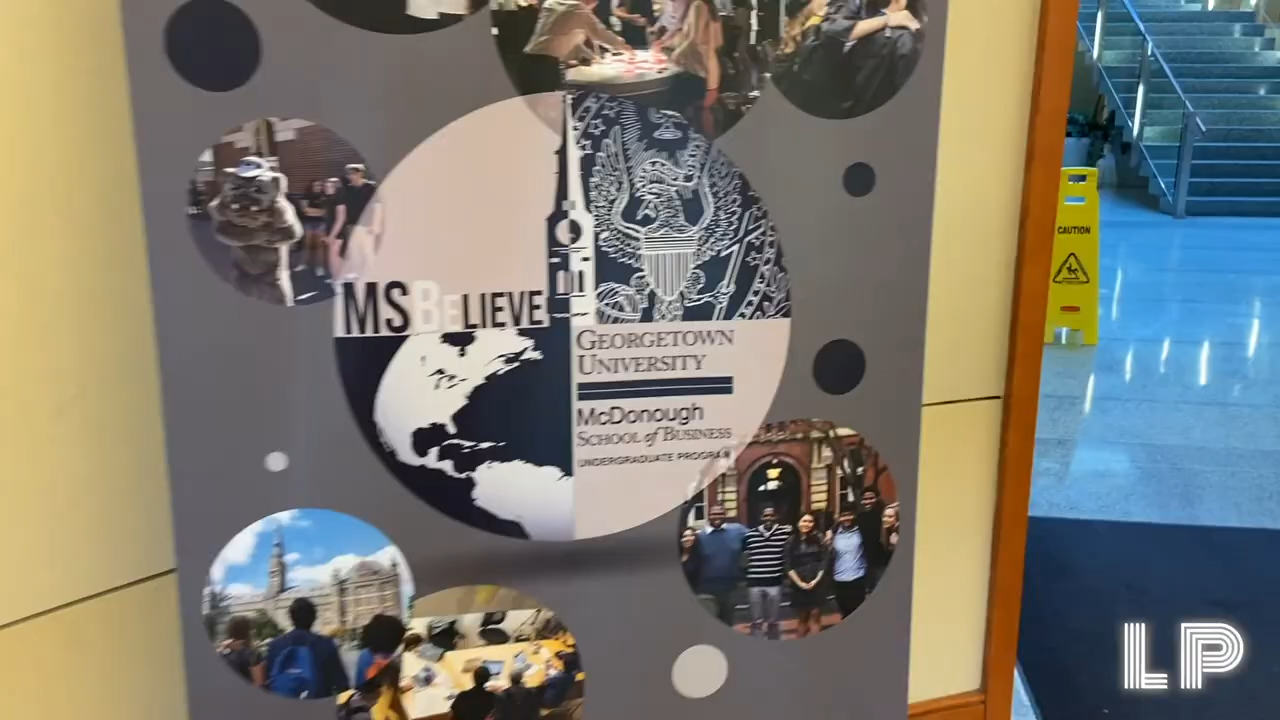 MSBELIEVE
GEORGETOWN
UNIVERSITY
McDonough
SCHOOL of BUSINESS
UNDERGRADUATE PROGRAM
CAUTION
LP